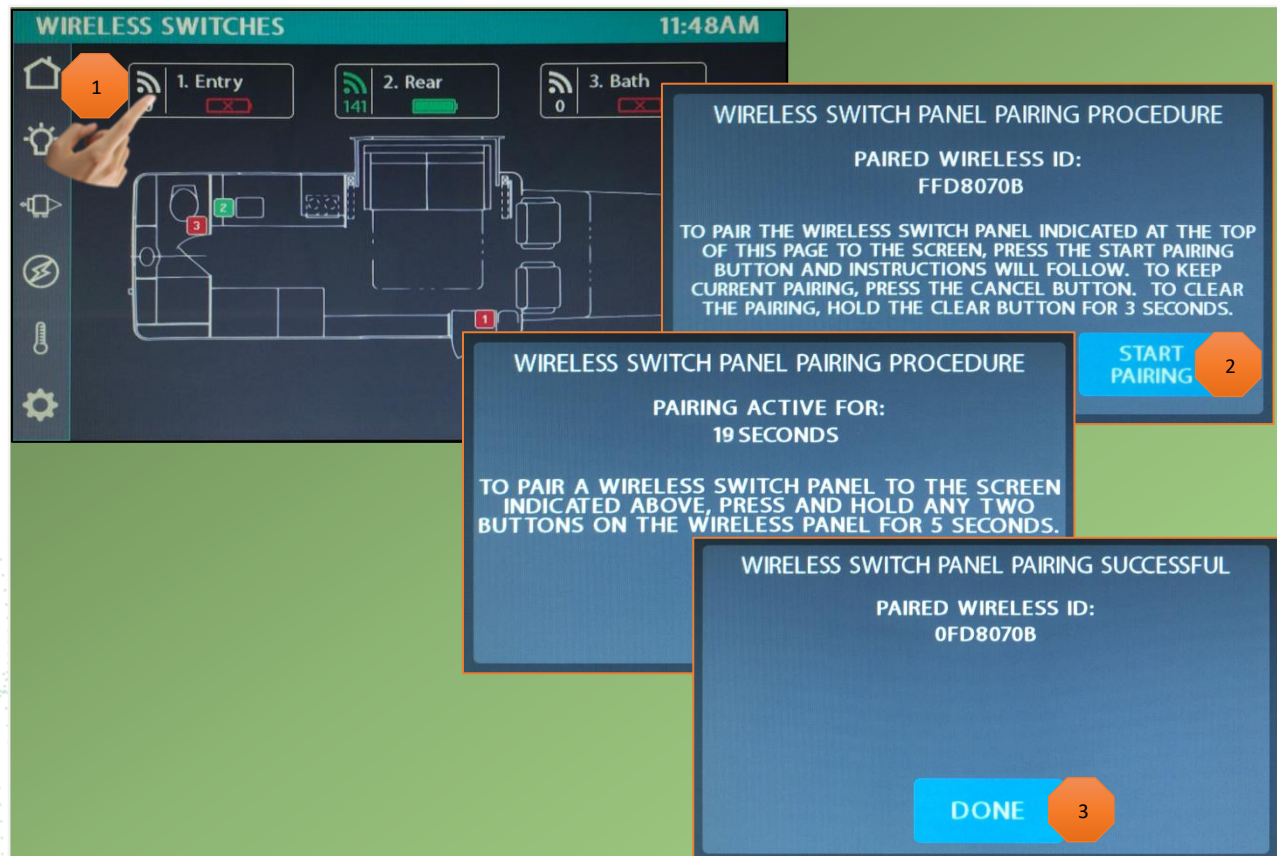 WIRELESS SWITCHES 11:48AM
1
1. Entry
2. Rear
141
3. Bath
0
2
3
1
WIRELESS SWITCH PANEL PAIRING PROCEDURE
PAIRED WIRELESS ID:
FFD8070B
TO PAIR THE WIRELESS SWITCH PANEL INDICATED AT THE TOP
OF THIS PAGE TO THE SCREEN, PRESS THE START PAIRING
BUTTON AND INSTRUCTIONS WILL FOLLOW. TO KEEP
CURRENT PAIRING, PRESS THE CANCEL BUTTON. TO CLEAR
THE PAIRING, HOLD THE CLEAR BUTTON FOR 3 SECONDS.
START
PAIRING
2
WIRELESS SWITCH PANEL PAIRING PROCEDURE
PAIRING ACTIVE FOR:
19 SECONDS
TO PAIR A WIRELESS SWITCH PANEL TO THE SCREEN
INDICATED ABOVE, PRESS AND HOLD ANY TWO
BUTTONS ON THE WIRELESS PANEL FOR 5 SECONDS.
WIRELESS SWITCH PANEL PAIRING SUCCESSFUL
PAIRED WIRELESS ID:
0FD8070B
DONE
3